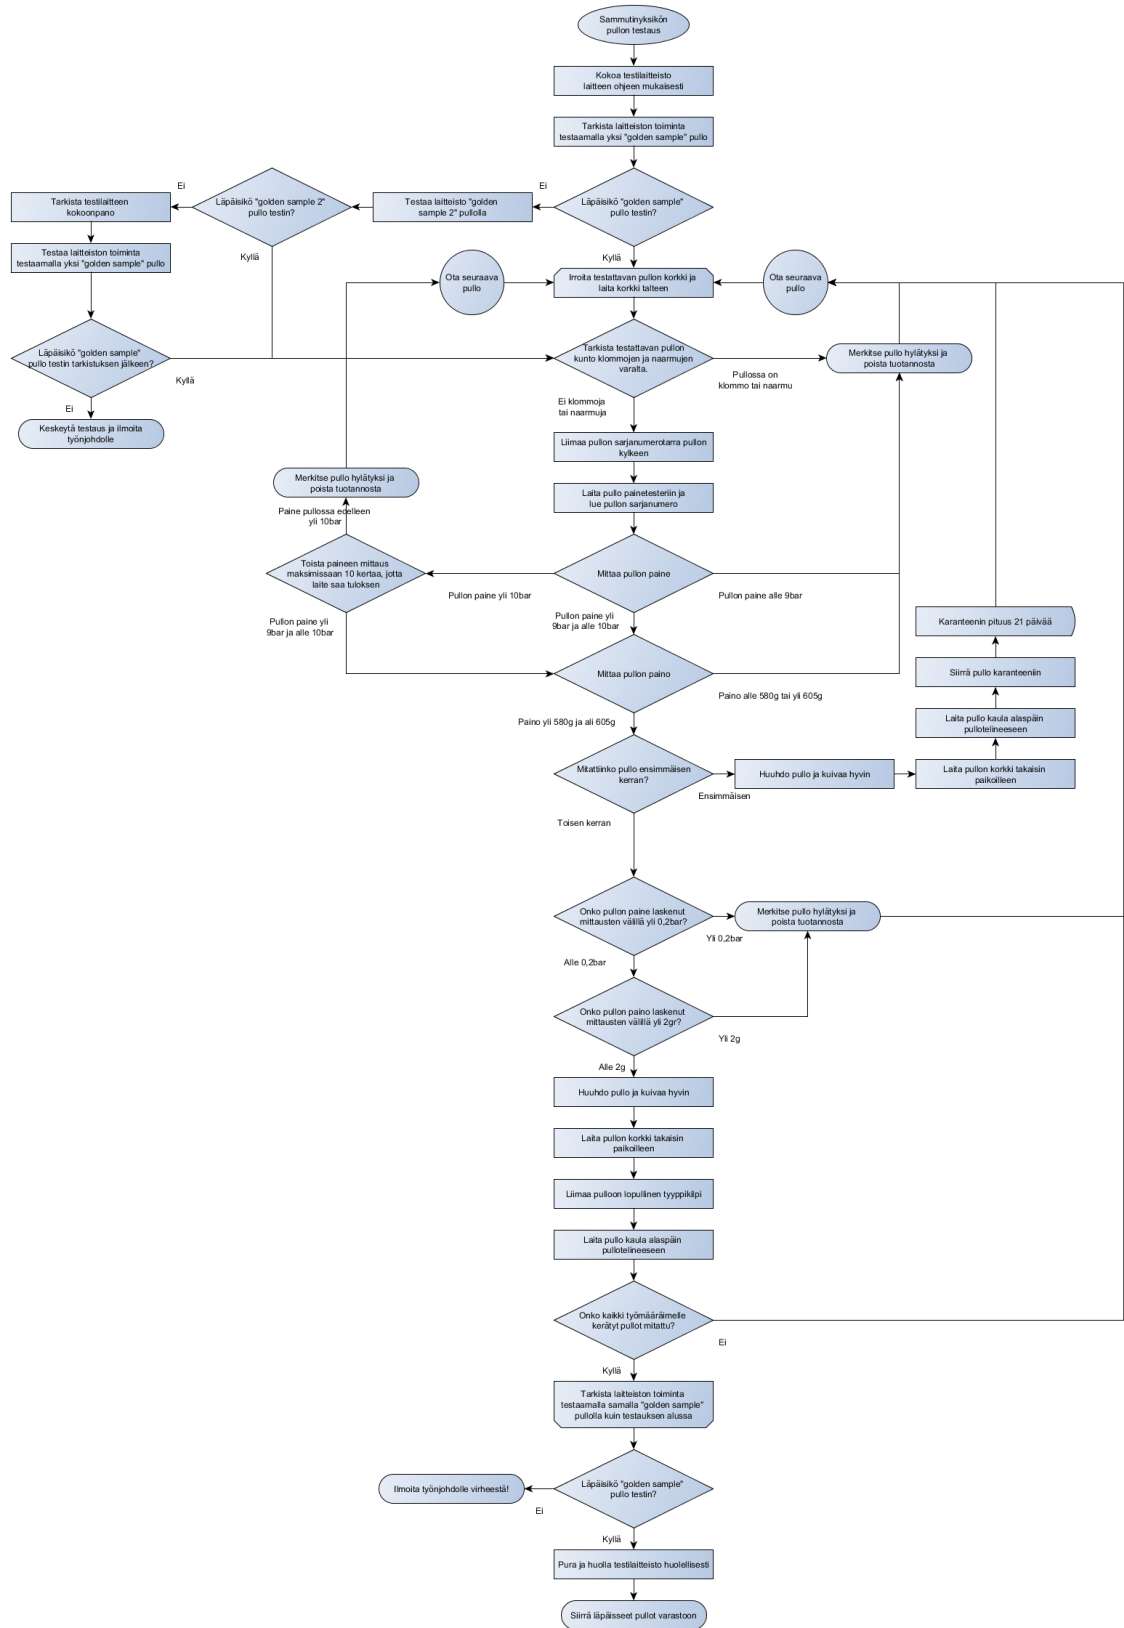 Sammutinyksikön
pullon testaus
Kokoa testilaitteisto
laitteen ohjeen mukaisesti
Tarkista laitteiston toiminta
testaamalla yksi "golden sample" pullo
Läpäisikö "golden sample"
pullo testin?
Ei
Testaa laitteisto "golden
sample 2" pullolla
Läpäisikö "golden sample 2"
pullo testin?
Ei
Tarkista testilaitteen
kokoonpano
Testaa laitteiston toiminta
testaamalla yksi "golden sample" pullo
Kyllä
Kyllä
Ota seuraava
pullo
Irroita testattavan pullon korkki ja
laita korkki talteen
Ota seuraava
pullo
Läpäisikö "golden sample"
pullo testin tarkistuksen jälkeen?
Kyllä
Ei
Keskeytä testaus ja ilmoita
työnjohdolle
Tarkista testattavan pullon
kunto klommojen ja naarmujen
varalta.
Pullossa on
klommo tai naarmu
Merkitse pullo hylätyksi ja
poista tuotannosta
Ei klommoja
tai naarmuja
Liimaa pullon sarjanumerotarra pullon
kylkeen
Laita pullo painetesteriin ja
lue pullon sarjanumero
Merkitse pullo hylätyksi ja
poista tuotannosta
Paine pullossa edelleen
yli 10bar
Toista paineen mittaus
maksimissaan 10 kertaa, jotta
laite saa tuloksen
Mittaa pullon paine
Pullon paine yli 10bar
Pullon paine alle 9bar
Pullon paine yli
9bar ja alle 10bar
Pullon paine yli
9bar ja alle 10bar
Mittaa pullon paino
Paino alle 580g tai yli 605g
Paino yli 580g ja ali 605g
Karanteenin pituus 21 päivää
Siirrä pullo karanteeniin
Laita pullo kaula alaspäin
pullotelineeseen
Mitattiinko pullo ensimmäisen
kerran?
Ensimmäisen
Huuhdo pullo ja kuivaa hyvin
Laita pullon korkki takaisin
paikoilleen
Toisen kerran
Onko pullon paine laskenut
mittausten välillä yli 0,2bar?
Yli 0,2bar
Merkitse pullo hylätyksi ja
poista tuotannosta
Alle 0,2bar
Onko pullon paino laskenut
mittausten välillä yli 2gr?
Yli 2g
Alle 2g
Huuhdo pullo ja kuivaa hyvin
Laita pullon korkki takaisin
paikoilleen
Liimaa pulloon lopullinen tyyppikilpi
Laita pullo kaula alaspäin
pullotelineeseen
Onko kaikki työmääräimelle
kerätyt pullot mitattu?
Ei
Kyllä
Tarkista laitteiston toiminta
testaamalla samalla "golden sample"
pullolla kuin testauksen alussa
Läpäisikö "golden sample"
pullo testin?
Ilmoita työnjohdolle virheestä!
Ei
Kyllä
Pura ja huolla testilaitteisto huolellisesti
Siirrä läpäisseet pullot varastoon